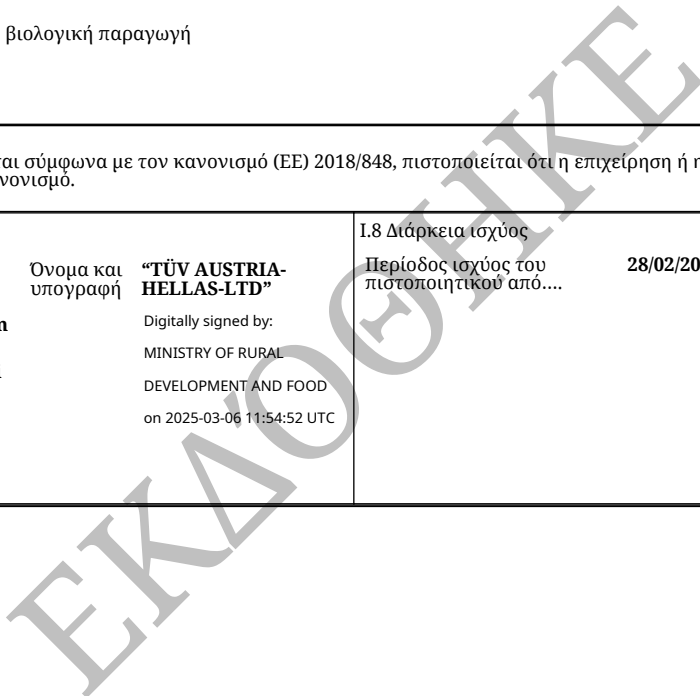 βιολογική παραγωγή
αι σύμφωνα με τον κανονισμό (ΕΕ) 2018/848, πιστοποιείται ότι η επιχείρηση ή η
νονισμό.
Όνομα και
υπογραφή
“TÜV AUSTRIA-
HELLAS-LTD”
Digitally signed by:
MINISTRY OF RURAL
DEVELOPMENT AND FOOD
on 2025-03-06 11:54:52 UTC
I.8 Διάρκεια ισχύος
Περίοδος ισχύος του
πιστοποιητικού από....
28/02/20
ΕΚΔΌΘΗΚΕ